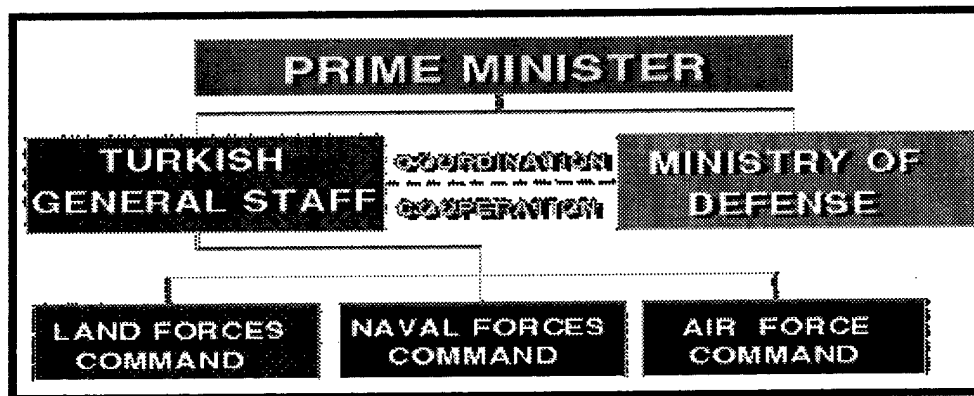 PRIME MINISTER
TURKISH
GENERAL STAFF
COORDINATION
COOPERATION
MINISTRY OF
DEFENSE
LAND FORCES
COMMAND
NAVAL FORCES
COMMAND
AIR FORCE
COMMAND